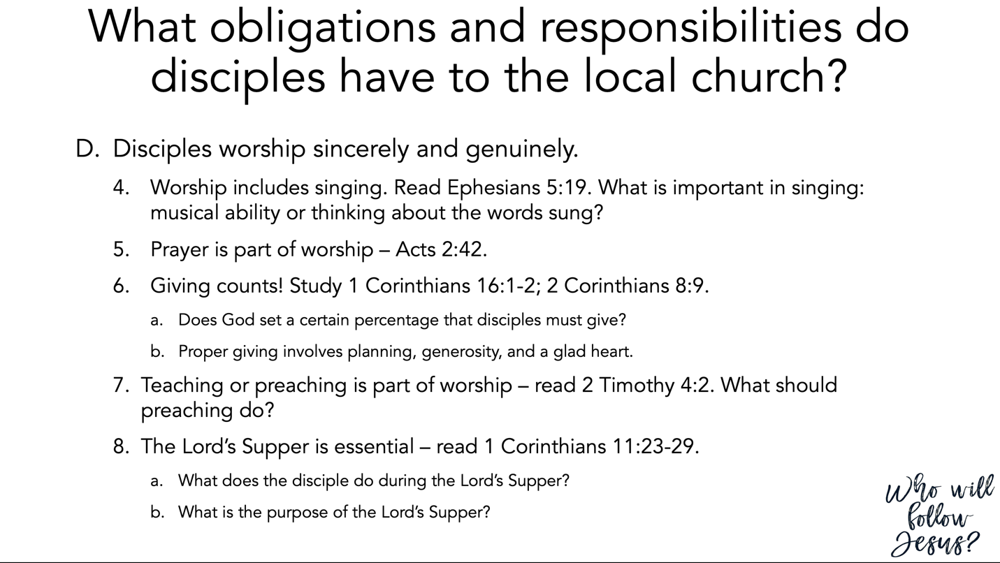 What obligations and responsibilities do
disciples have to the local church?
D. Disciples worship sincerely and genuinely.
4. Worship includes singing. Read Ephesians 5:19. What is important in singing:
musical ability or thinking about the words sung?
5. Prayer is part of worship – Acts 2:42.
6. Giving counts! Study 1 Corinthians 16:1-2; 2 Corinthians 8:9.
a. Does God set a certain percentage that disciples must give?
b. Proper giving involves planning, generosity, and a glad heart.
7. Teaching or preaching is part of worship – read 2 Timothy 4:2. What should
preaching do?
8. The Lord’s Supper is essential – read 1 Corinthians 11:23-29.
a. What does the disciple do during the Lord’s Supper?
b. What is the purpose of the Lord’s Supper?
Who will
follow
Jesus?